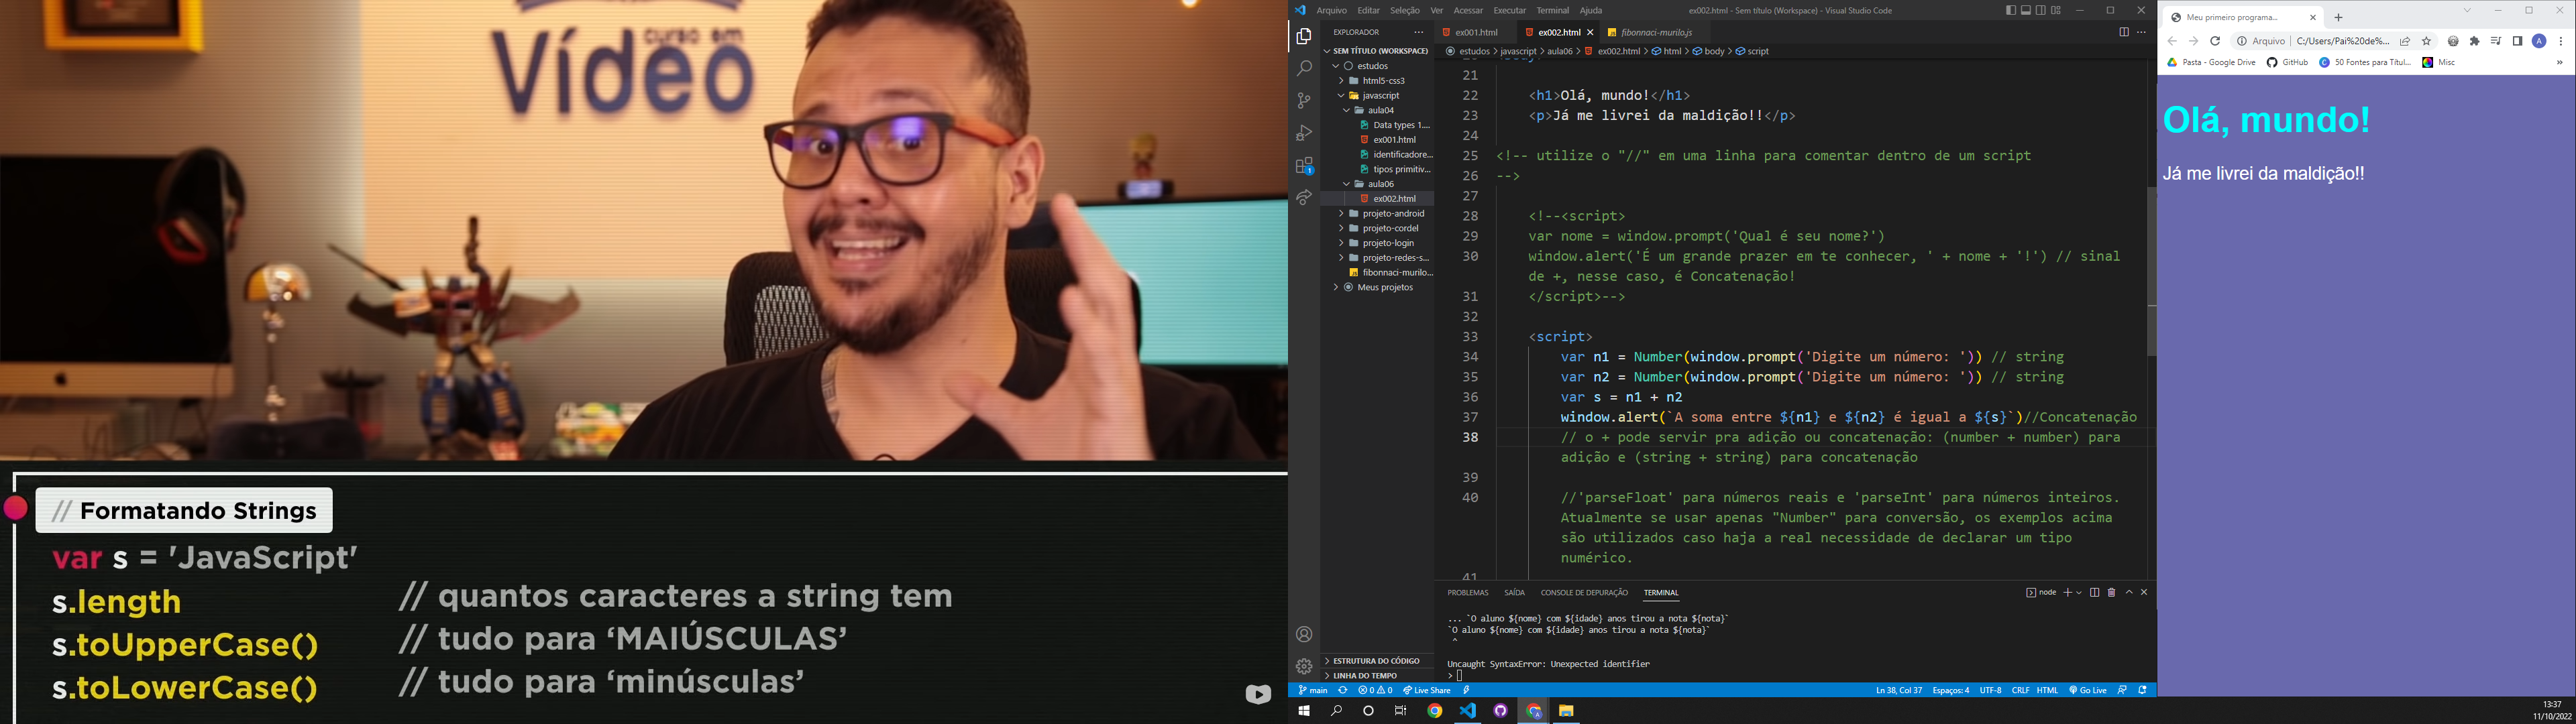 curso em
Vídeo
// Formatando Strings
var s = 'JavaScript'
s.length // quantos caracteres a string tem
s.toUpperCase() // tudo para ‘MAIÚSCULAS’
s.toLowerCase() // tudo para ‘minúsculas’
Arquivo Editar Seleção Ver Acessar Executar Terminal Ajuda
ex002.html - Sem título (Workspace) - Visual Studio Code
EXPLORADOR
SEM TÍTULO (WORKSPACE)
estudos
html5-css3
javascript
aula04
Data types 1....
ex001.html
identificadore...
tipos primitiv...
aula06
ex002.html
projeto-android
projeto-cordel
projeto-login
projeto-redes-s...
fibonnaci-murilo...
Meus projetos
ESTRUTURA DO CÓDIGO
LINHA DO TEMPO
ex001.html ex002.html fibonnaci-murilo.js
estudos > javascript > aula06 > ex002.html > html > body > script
21
22 <h1>Olá, mundo!</h1>
23 <p>Já me livrei da maldição!!</p>
24
25 <!-- utilize o "//" em uma linha para comentar dentro de um script
26 -->
27
28 <!--<script>
29 var nome = window.prompt('Qual é seu nome?')
30 window.alert('É um grande prazer em te conhecer, ' + nome + '!') // sinal
de +, nesse caso, é Concatenação!
31 </script>-->
32
33 <script>
34 var n1 = Number(window.prompt('Digite um número: ')) // string
35 var n2 = Number(window.prompt('Digite um número: ')) // string
36 var s = n1 + n2
37 window.alert(`A soma entre ${n1} e ${n2} é igual a ${s}`)//Concatenação
38 // o + pode servir pra adição ou concatenação: (number + number) para
adição e (string + string) para concatenação
39
40 //'parseFloat' para números reais e 'parseInt' para números inteiros.
Atualmente se usar apenas "Number" para conversão, os exemplos acima
são utilizados caso haja a real necessidade de declarar um tipo
numérico.
41
PROBLEMAS SAÍDA CONSOLE DE DEPURAÇÃO TERMINAL
node
... `O aluno ${nome} com ${idade} anos tirou a nota ${nota}`
`O aluno ${nome} com ${idade} anos tirou a nota ${nota}`
^
Uncaught SyntaxError: Unexpected identifier
>
main 0 0 Live Share
Ln 38, Col 37 Espaços: 4 UTF-8 CRLF HTML Go Live
Meu primeiro programa...
Arquivo | C:/Users/Pai%20de%...
A
Pasta - Google Drive GitHub 50 Fontes para Títul... Misc »
Olá, mundo!
Já me livrei da maldição!!
13:37
11/10/2022